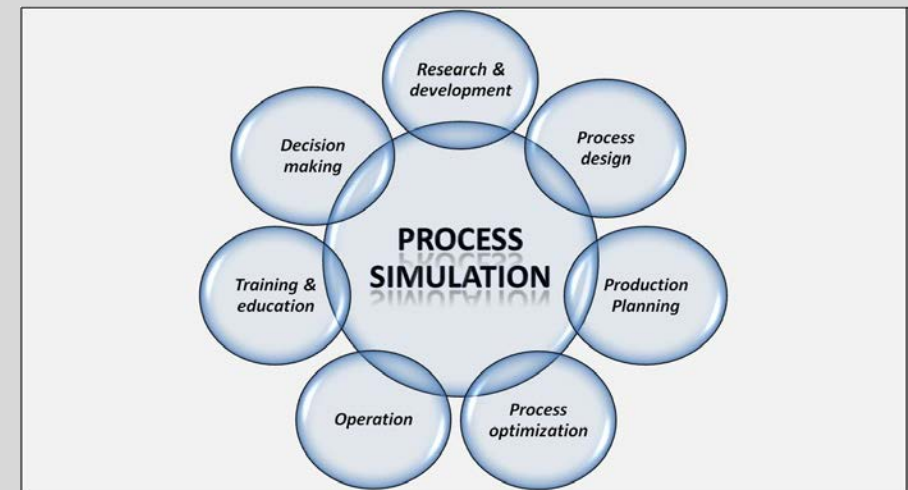 Research &
development
Process
design
Production
Planning
Process
optimization
Operation
Training &
education
Decision
making
PROCESS
SIMULATION